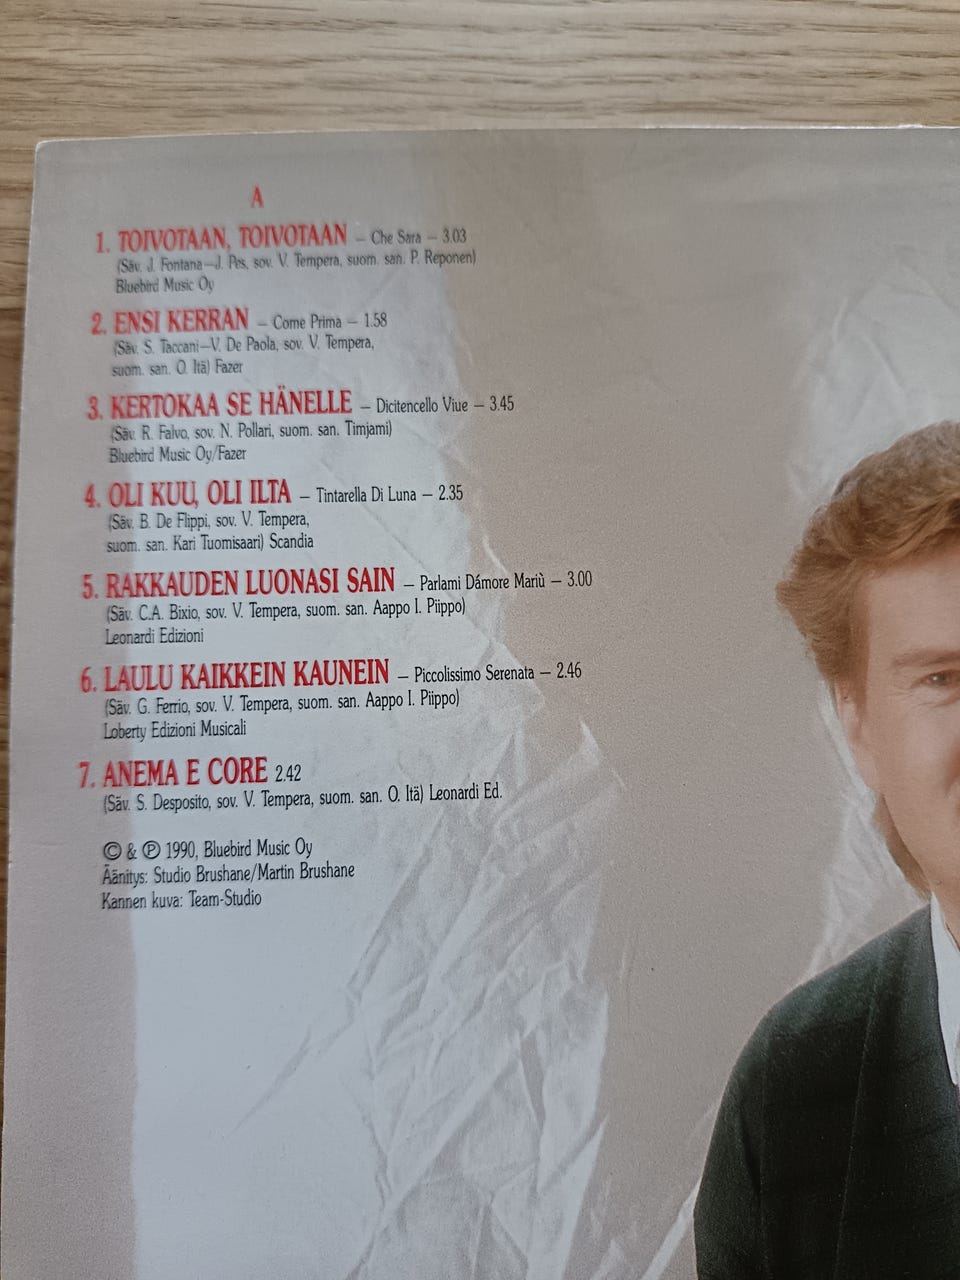 A
1. TOIVOTAAN, TOIVOTAAN – Che Sara – 3.03
(Säv. J. Fontana–J. Pes, sov. V. Tempera, suom. san. P. Reponen)
Bluebird Music Oy
2. ENSI KERRAN – Come Prima – 1.58
(Säv. S. Taccani–V. De Paola, sov. V. Tempera,
suom. san. O. Itä) Fazer
3. KERTOKAA SE HÄNELLE – Dicitencello Viue – 3.45
(Säv. R. Falvo, sov. N. Pollari, suom. san. Timjami)
Bluebird Music Oy/Fazer
4. OLI KUU, OLI ILTA – Tintarella Di Luna – 2.35
(Säv. B. De Flippi, sov. V. Tempera,
suom. san. Kari Tuomisaari) Scandia
5. RAKKAUDEN LUONASI SAIN – Parlami Dámore Mariù – 3.00
(Säv. C.A. Bixio, sov. V. Tempera, suom. san. Aappo I. Piippo)
Leonardi Edizioni
6. LAULU KAIKKEIN KAUNEIN – Piccolissimo Serenata – 2.46
(Säv. G. Ferrio, sov. V. Tempera, suom. san. Aappo I. Piippo)
Loberty Edizioni Musicali
7. ANEMA E CORE 2.42
(Säv. S. Desposito, sov. V. Tempera, suom. san. O. Itä) Leonardi Ed.
© & ℗ 1990, Bluebird Music Oy
Äänitys: Studio Brushane/Martin Brushane
Kannen kuva: Team-Studio